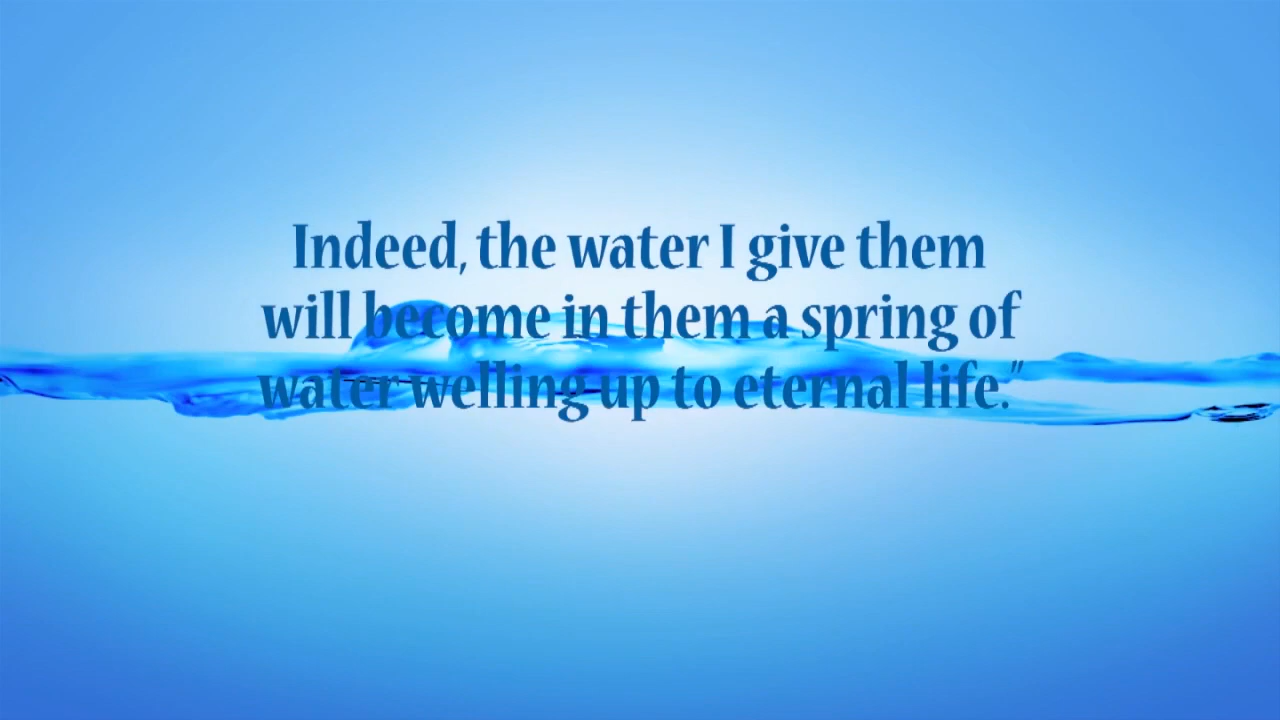 Indeed, the water I give them
will become in them a spring of
water welling up to eternal life.”